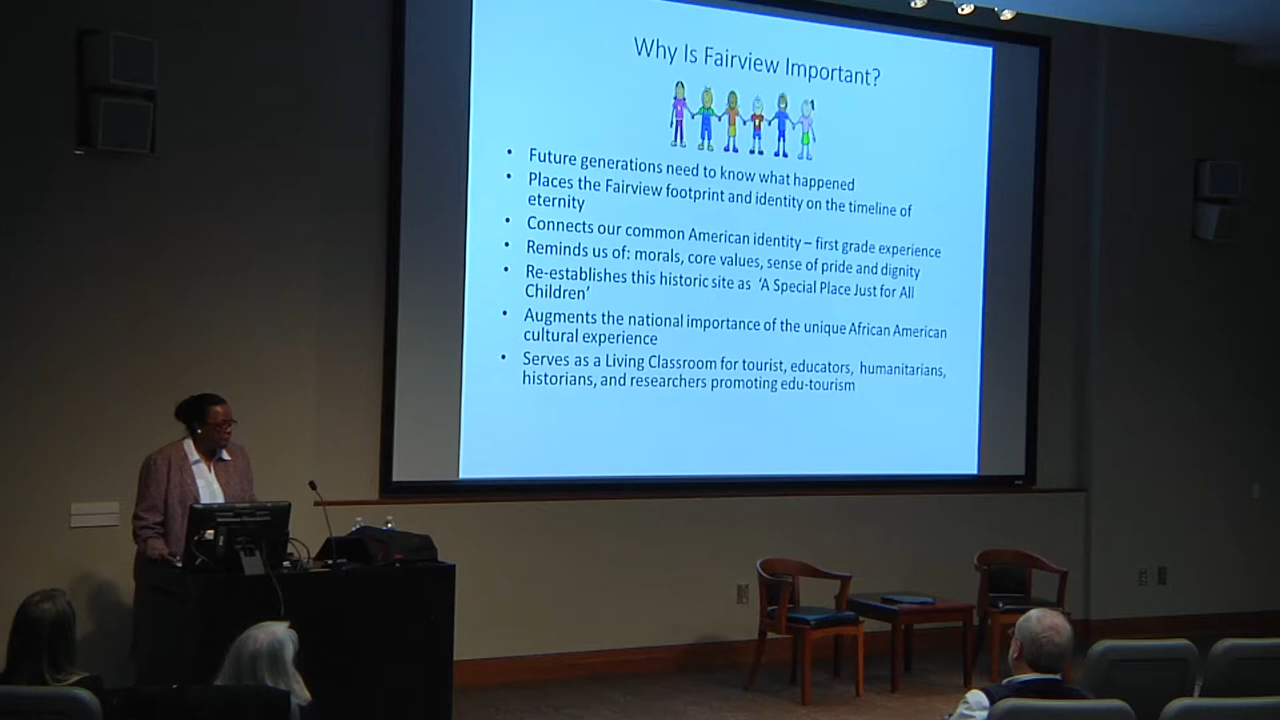 Why Is Fairview Important?
• Future generations need to know what happened
• Places the Fairview footprint and identity on the timeline of
eternity
• Connects our common American identity – first grade experience
• Reminds us of: morals, core values, sense of pride and dignity
• Re-establishes this historic site as 'A Special Place Just for All
Children'
• Augments the national importance of the unique African American
cultural experience
• Serves as a Living Classroom for tourist, educators, humanitarians,
historians, and researchers promoting edu-tourism